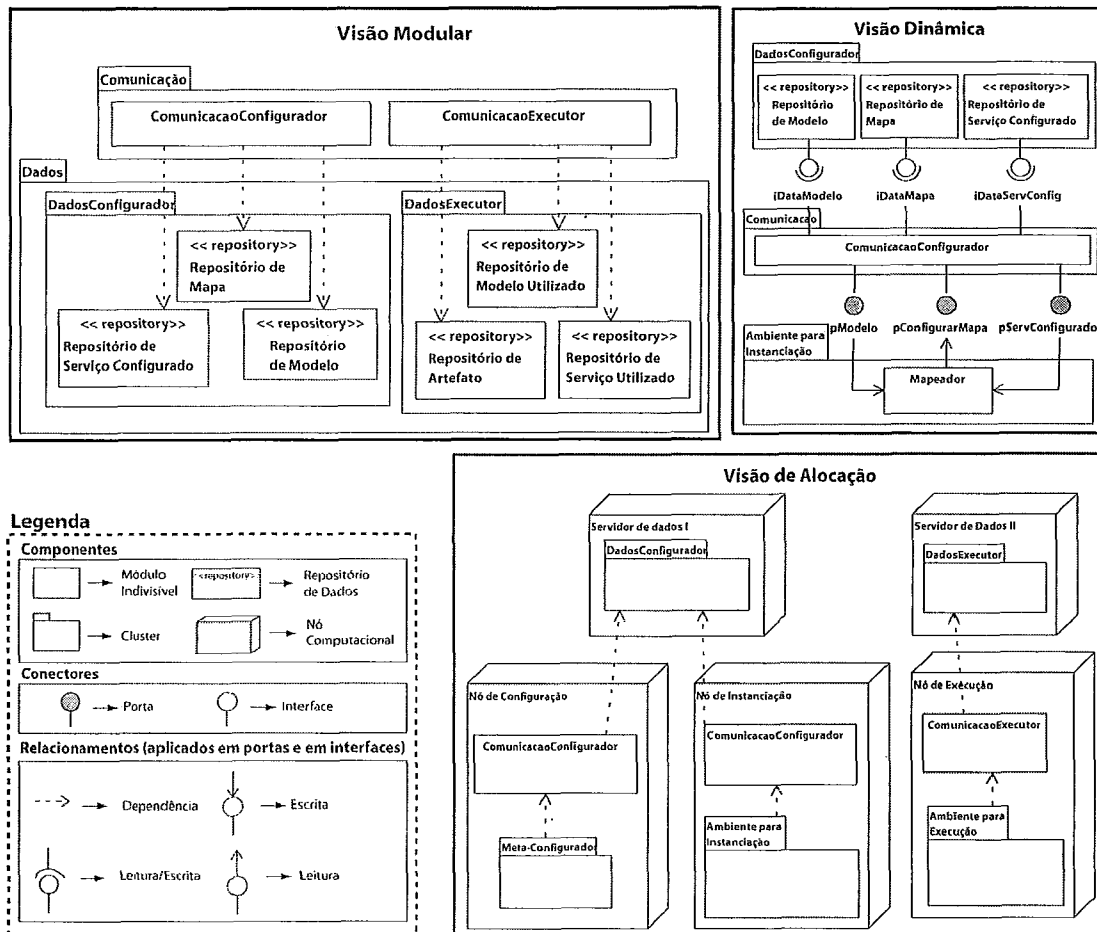 Visão Modular
Comunicação
ComunicacaoConfigurador
ComunicacaoExecutor
Dados
DadosConfigurador
<< repository>>
Repositório de
Mapa
<< repository>>
Repositório de
Serviço Configurado
<< repository>>
Repositório
de Modelo
DadosExecutor
<< repository>>
Repositório de
Modelo Utilizado
<< repository>>
Repositório de
Artefato
<< repository>>
Repositório de
Serviço Utilizado
Visão Dinâmica
DadosConfigurador
<< repository>>
Repositório
de Modelo
<< repository>>
Repositório de
Mapa
<< repository>>
Repositório de
Serviço Configurado
iDataModelo
iDataMapa
iDataServConfig
Comunicacao
ComunicacaoConfigurador
pModelo
pConfigurarMapa
pServConfigurado
Ambiente para
Instanciação
Mapeador
Legenda
Componentes
Módulo
Indivisível
<repository>
Repositório
de Dados
Cluster
Nó
Computacional
Conectores
Porta
Interface
Relacionamentos (aplicados em portas e em interfaces)
Dependência
Escrita
Leitura/Escrita
Leitura
Visão de Alocação
Servidor de dados I
DadosConfigurador
Servidor de Dados II
DadosExecutor
Nó de Configuração
ComunicacaoConfigurador
Meta-Configurador
Nó de Instanciação
ComunicacaoConfigurador
Ambiente para
Instanciação
Nó de Execução
ComunicacaoExecutor
Ambiente para
Execução